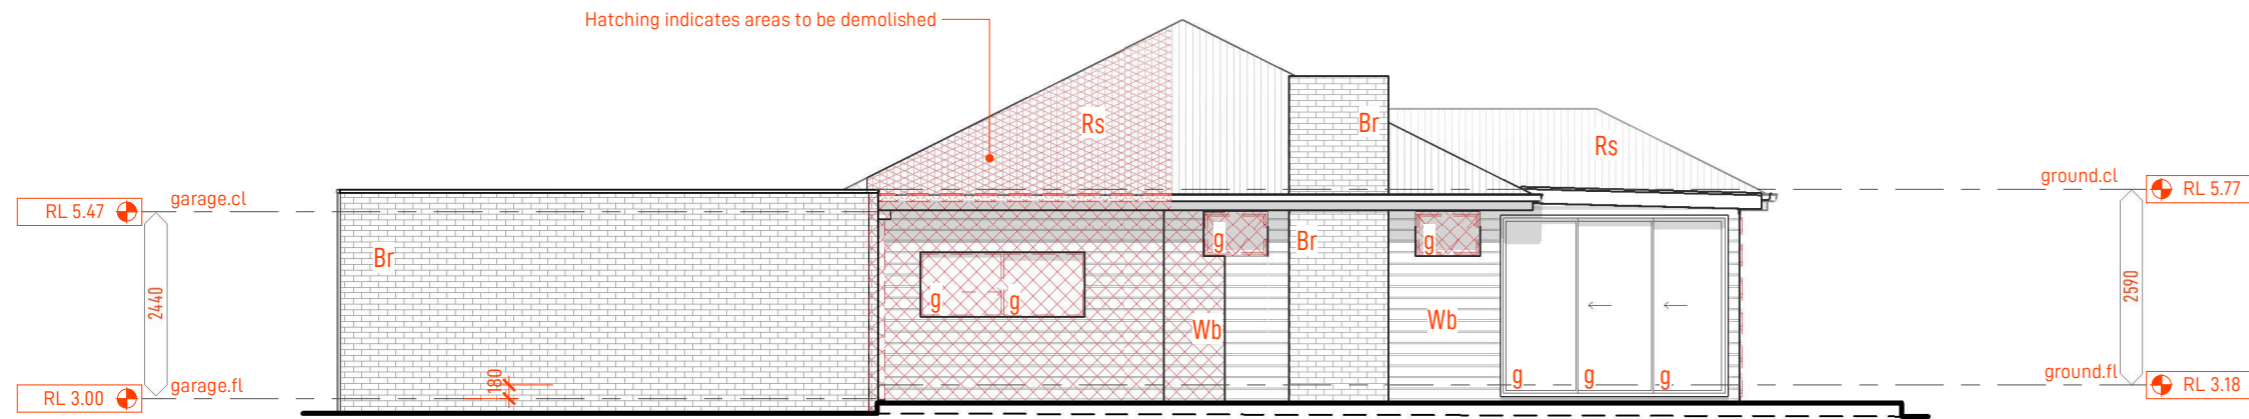 Hatching indicates areas to be demolished
Rs
Br
Rs
garage.cl
RL 5.47
ground.cl
RL 5.77
Br
g
Br
g
2440
2590
g
g
Wb
Wb
180
g
g
g
garage.fl
RL 3.00
ground.fl
RL 3.18